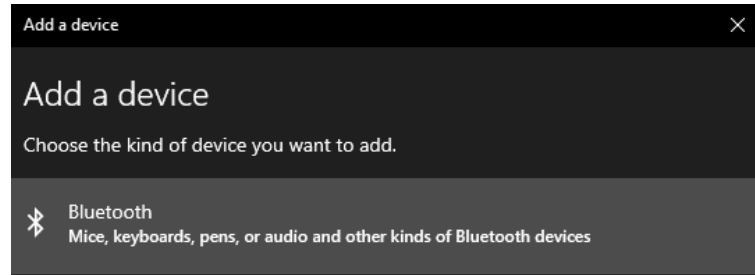 Add a device
Add a device
Choose the kind of device you want to add.
Bluetooth
Mice, keyboards, pens, or audio and other kinds of Bluetooth devices